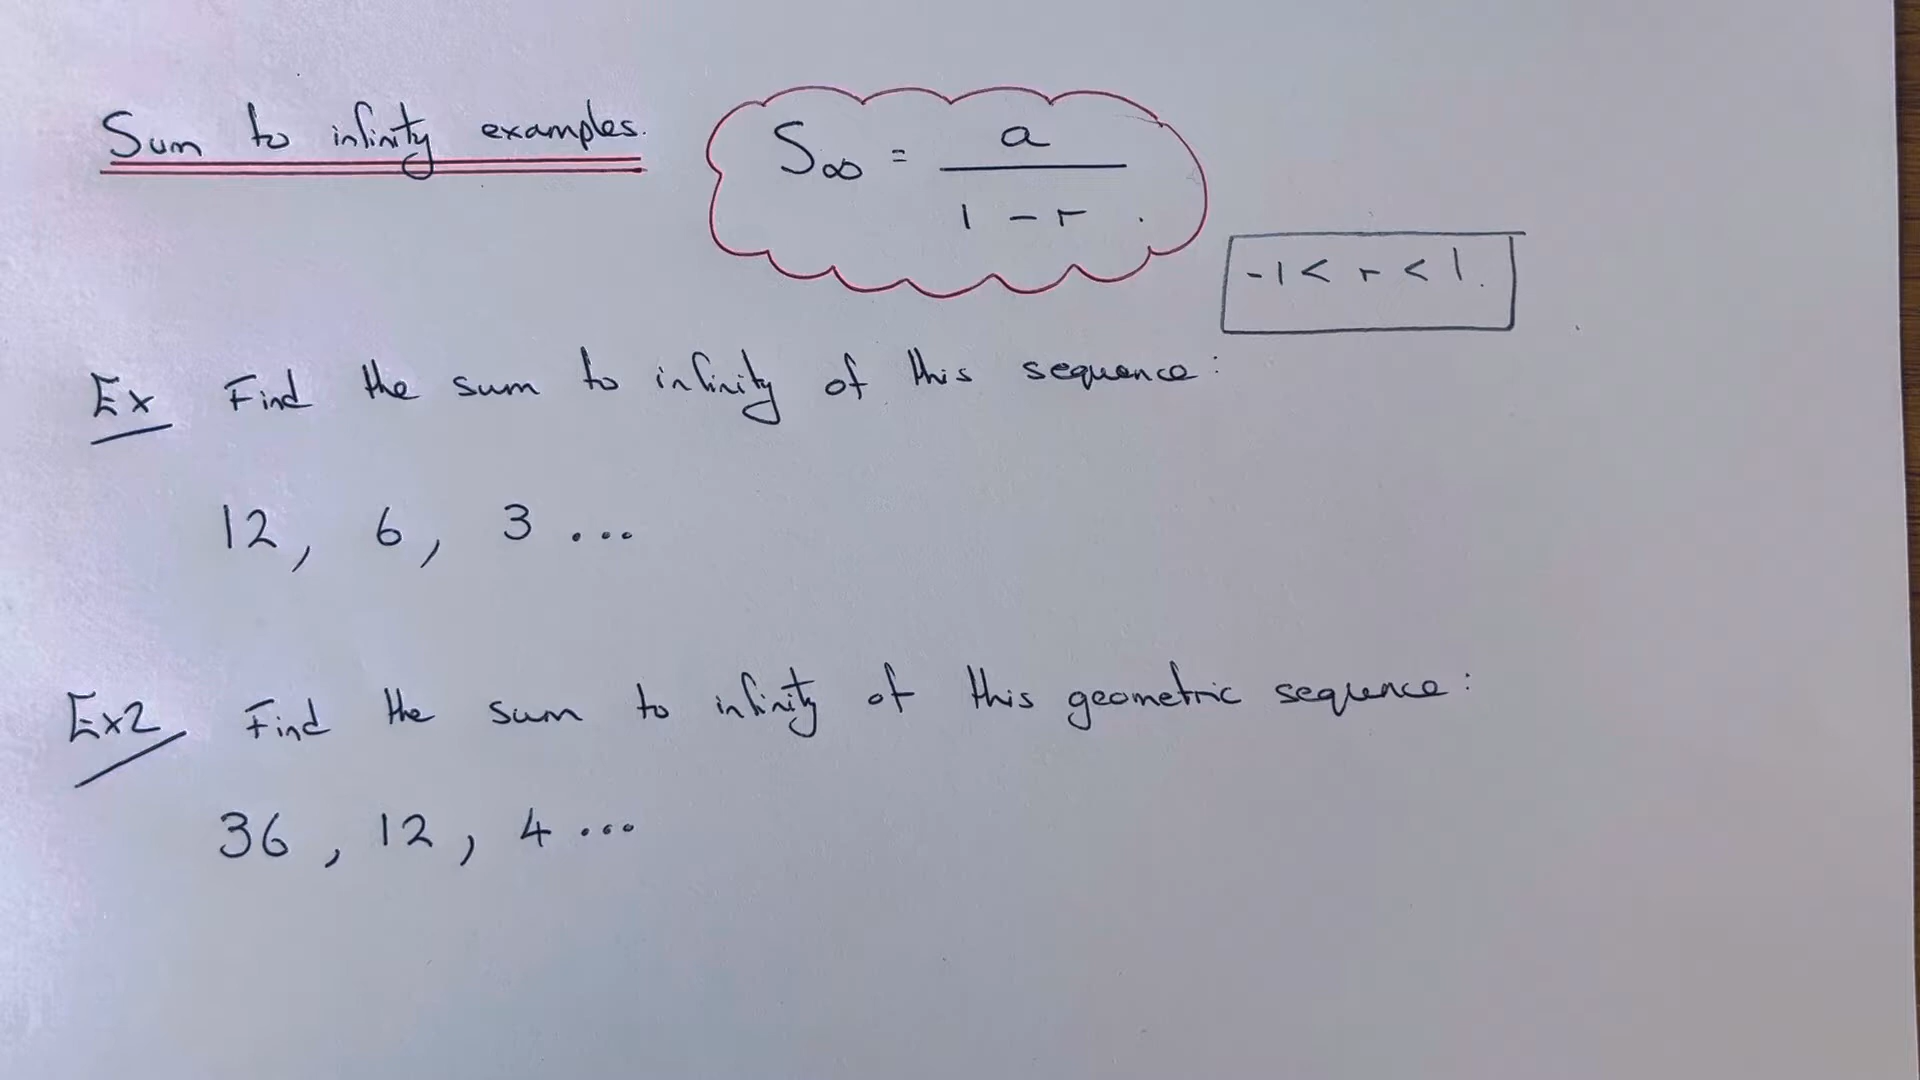 Sum to infinity examples.
S∞ = a / 1 - r .
-1 < r < 1.
Ex Find the sum to infinity of this sequence:
12, 6, 3 ...
Ex2 Find the sum to infinity of this geometric sequence:
36, 12, 4 ...